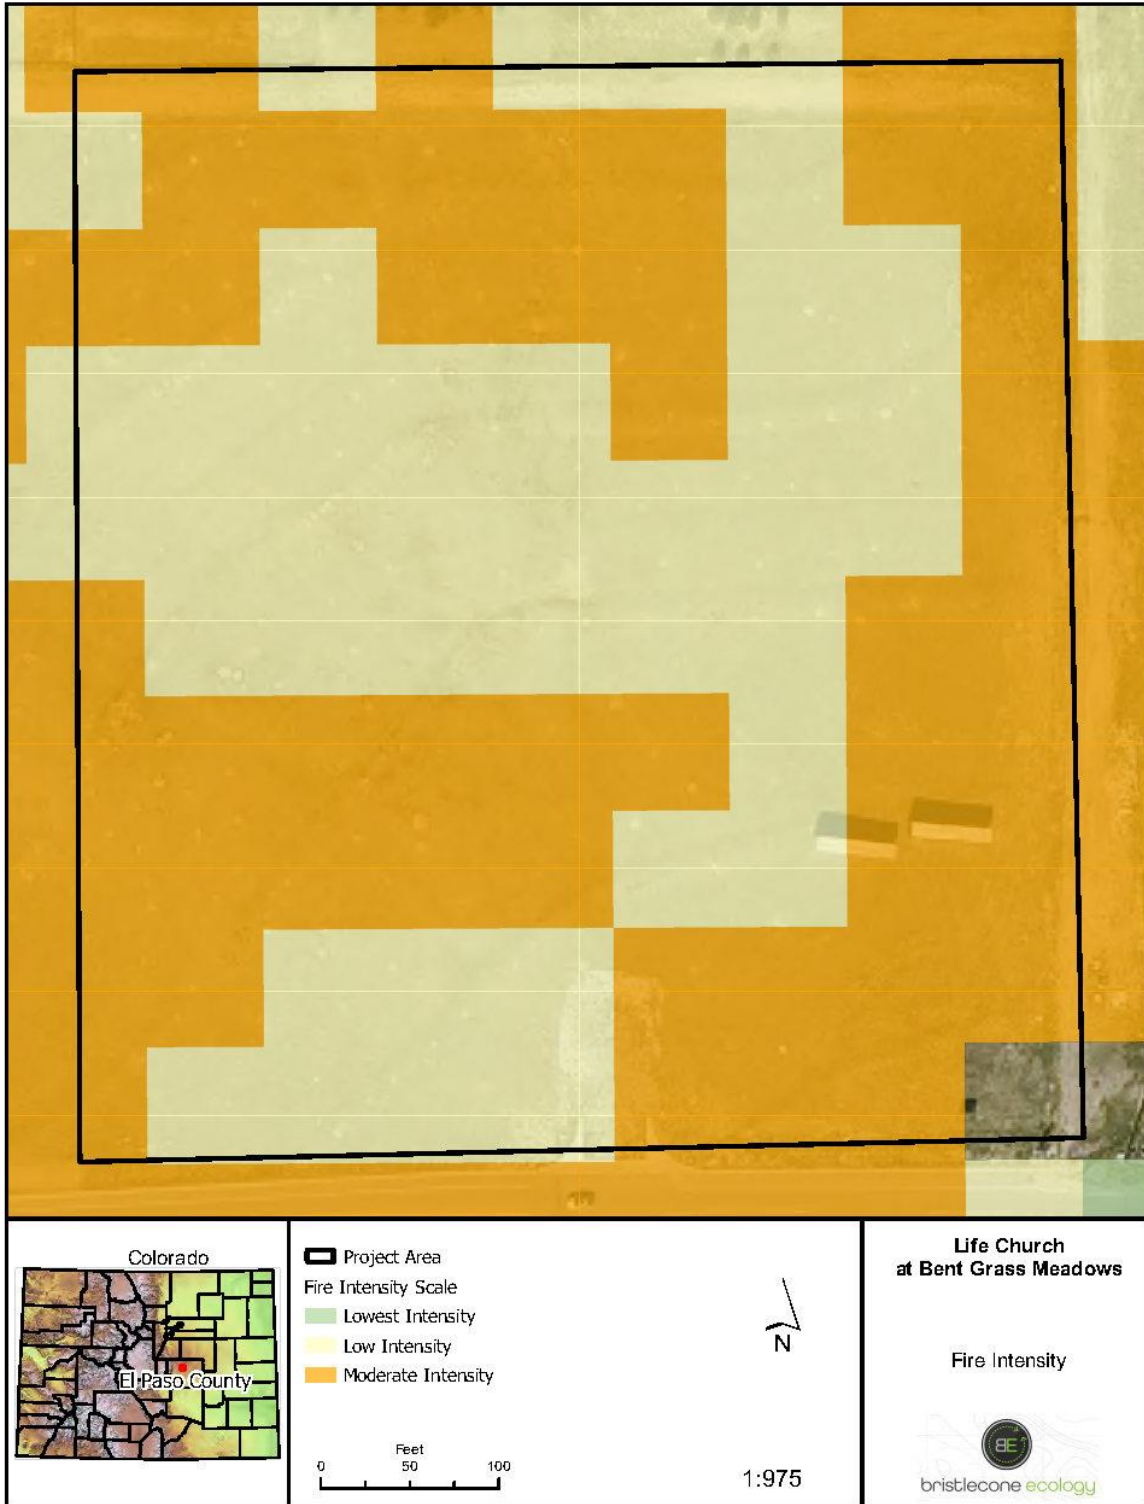 Colorado
El Paso County
Project Area
Fire Intensity Scale
Lowest Intensity
Low Intensity
Moderate Intensity
Feet
0 50 100
N
1:975
Life Church
at Bent Grass Meadows
Fire Intensity
BE
bristlecone ecology